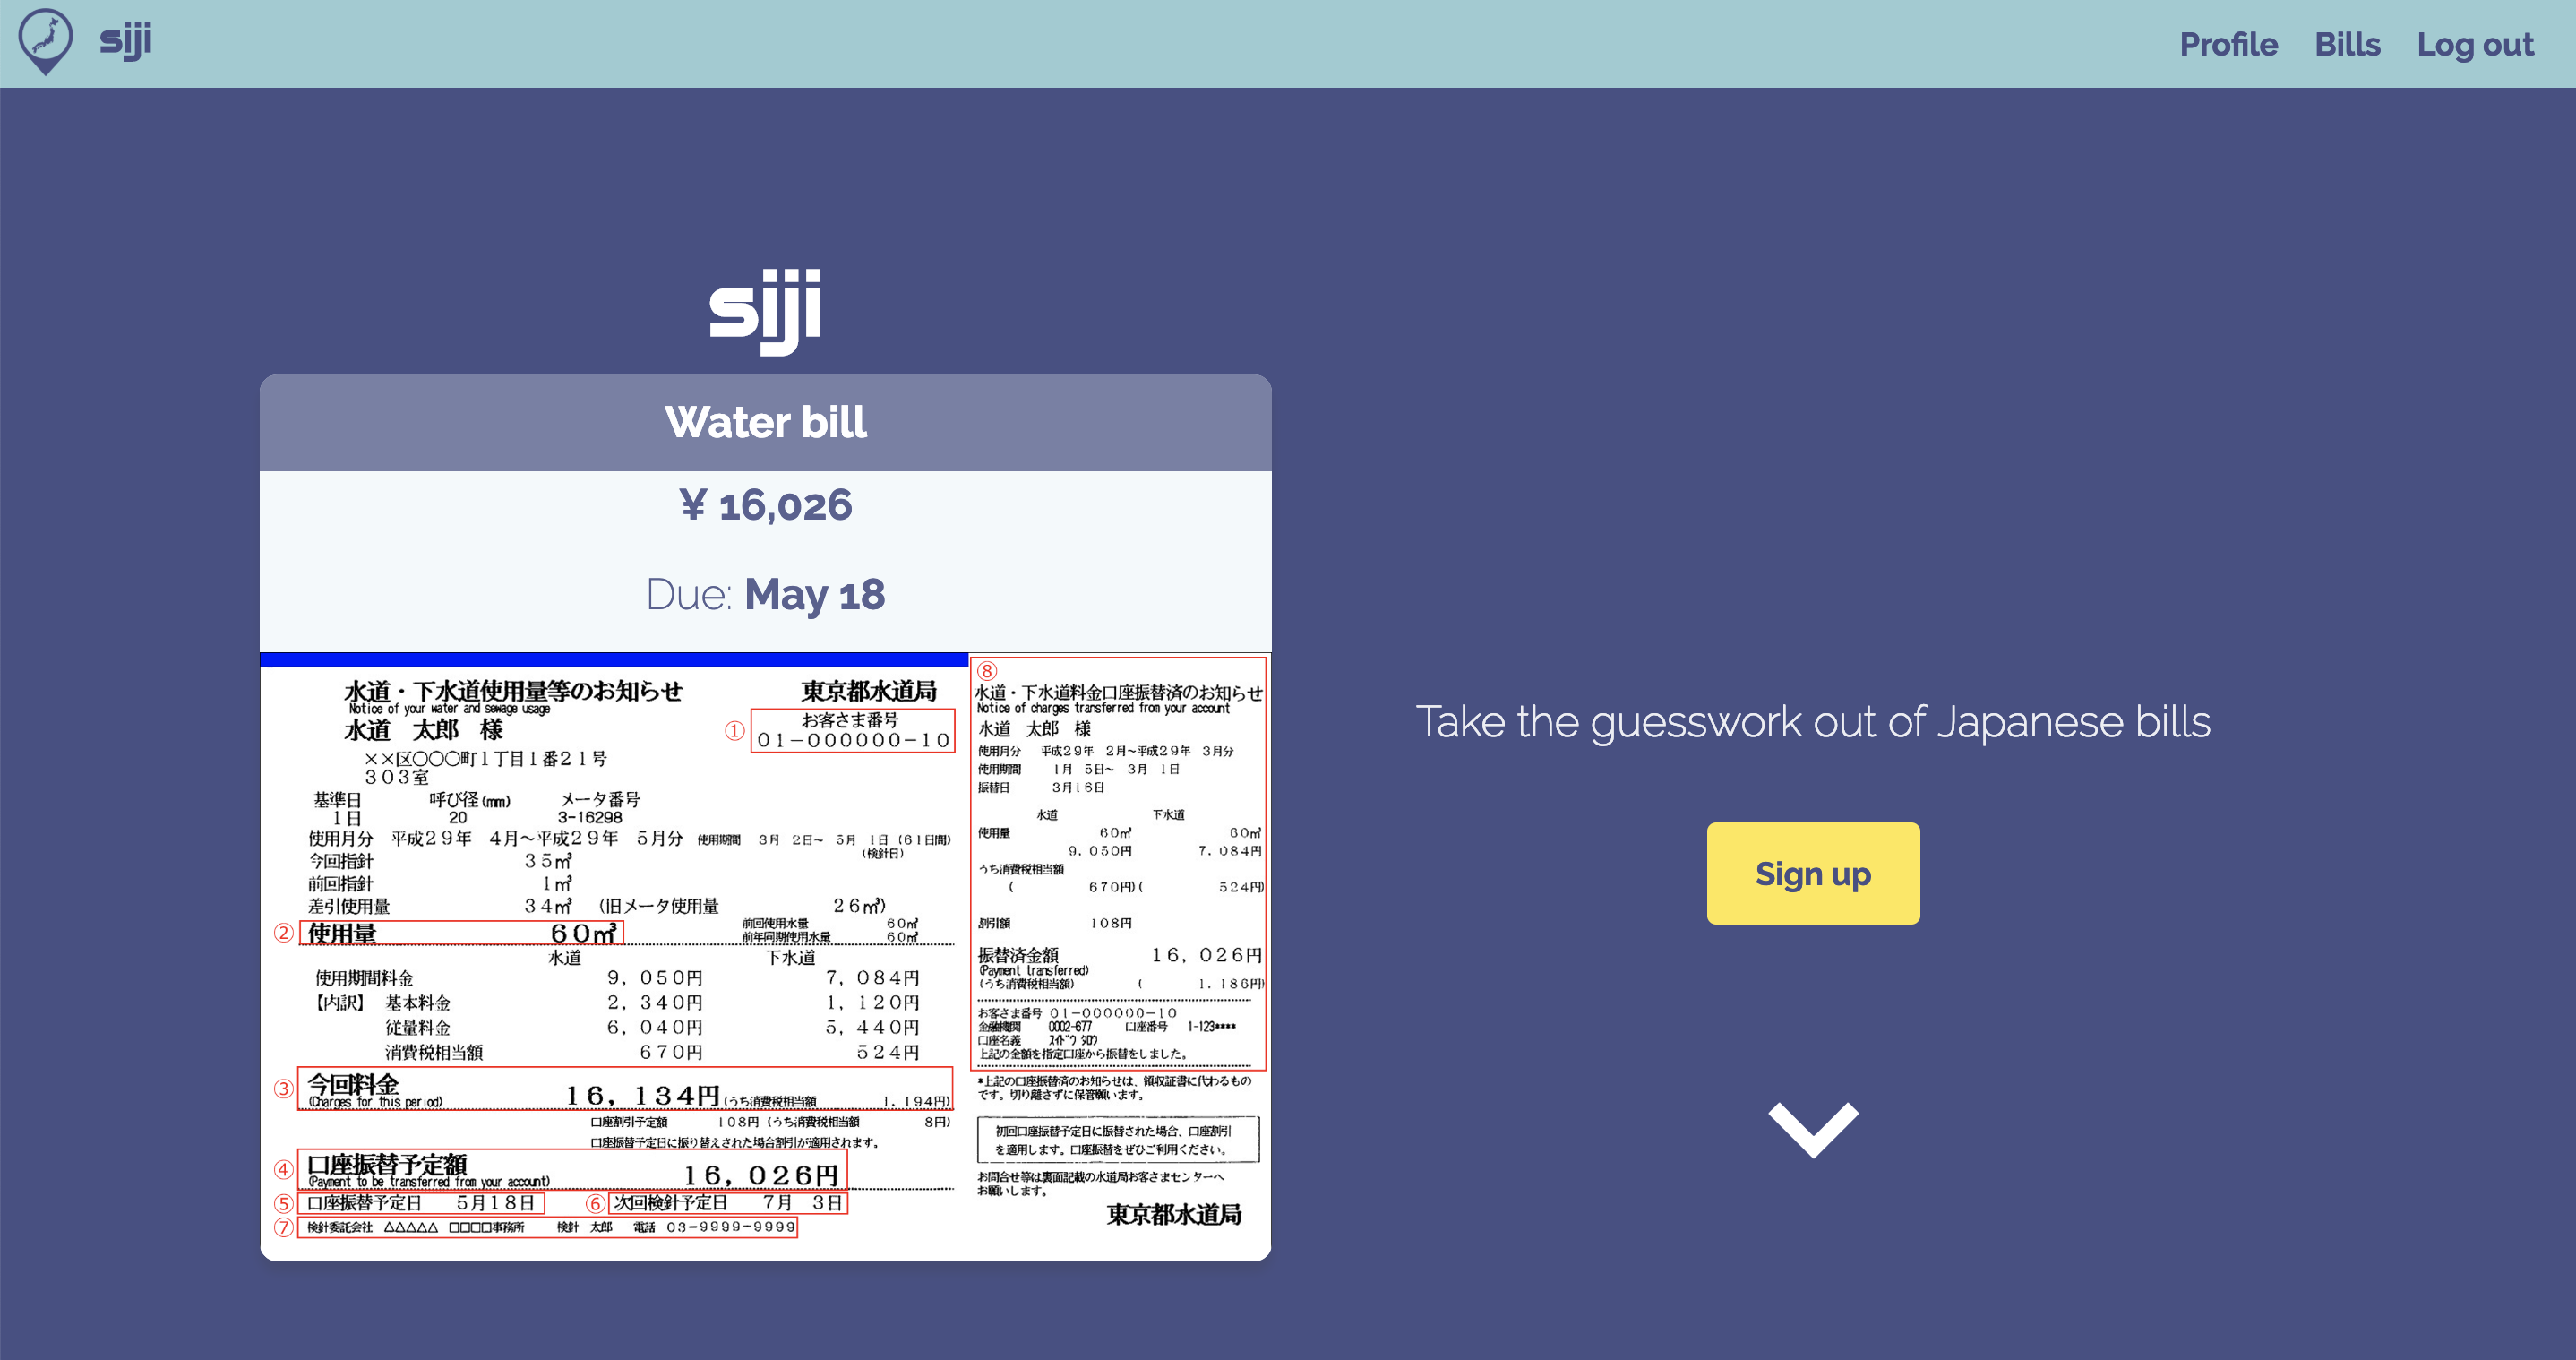 siji
Profile Bills Log out
siji
Water bill
¥ 16,026
Due: May 18
水道・下水道使用量等のお知らせ 東京都水道局
Notice of your water and sewage usage
水道 太郎 様
① お客さま番号
01-000000-10
××区〇〇〇町1丁目1番21号
303室
基準日 呼び径(mm) メータ番号
1日 20 3-16298
使用月分 平成29年 4月~平成29年 5月分 使用期間 3月 2日~ 5月 1日 (61日間)
(検針日)
今回指針 35㎥
前回指針 1㎥
差引使用量 34㎥ (旧メータ使用量 26㎥)
② 使用量 60㎥
前回使用水量 60㎥
前年同期使用水量 60㎥
水道 下水道
使用期間料金 9,050円 7,084円
【内訳】 基本料金 2,340円 1,120円
従量料金 6,040円 5,440円
消費税相当額 670円 524円
③ 今回料金 16,134円 (うち消費税相当額 1,194円)
(Charges for this period)
口座割引予定額 108円 (うち消費税相当額 8円)
口座振替予定日に振り替えされた場合割引が適用されます。
④ 口座振替予定額 16,026円
(Payment to be transferred from your account)
⑤ 口座振替予定日 5月18日 ⑥ 次回検針予定日 7月 3日
⑦ 検針委託会社 △△△△△ □□□□事務所 検針 太郎 電話 03-9999-9999
⑧
水道・下水道料金口座振替済のお知らせ
Notice of charges transferred from your account
水道 太郎 様
使用月分 平成29年 2月~平成29年 3月分
使用期間 1月 5日~ 3月 1日
振替日 3月16日
水道 下水道
使用量 60㎥ 60㎥
9,050円 7,084円
うち消費税相当額
( 670円)( 524円)
割引額 108円
振替済金額 16,026円
(Payment transferred)
(うち消費税相当額) ( 1,186円)
お客さま番号 01-000000-10
金融機関 0002-677 口座番号 1-123****
口座名義 ｽｲﾄﾞｳ ﾀﾛｳ
上記の金額を指定口座から振替をしました。
*上記の口座振替済のお知らせは、領収証書に代わるもの
です。切り離さずに保管願います。
初回口座振替予定日に振替された場合、口座割引
を適用します。口座振替をぜひご利用ください。
お問合せ等は裏面記載の水道局お客さまセンターへ
お願いします。
東京都水道局
Take the guesswork out of Japanese bills
Sign up